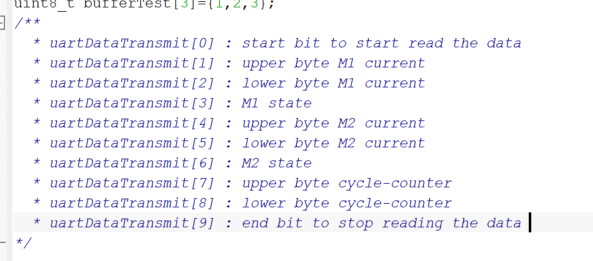 uint8_t bufferTest[3]={1,2,3};
/**
* uartDataTransmit[0] : start bit to start read the data
* uartDataTransmit[1] : upper byte M1 current
* uartDataTransmit[2] : lower byte M1 current
* uartDataTransmit[3] : M1 state
* uartDataTransmit[4] : upper byte M2 current
* uartDataTransmit[5] : lower byte M2 current
* uartDataTransmit[6] : M2 state
* uartDataTransmit[7] : upper byte cycle-counter
* uartDataTransmit[8] : lower byte cycle-counter
* uartDataTransmit[9] : end bit to stop reading the data
*/